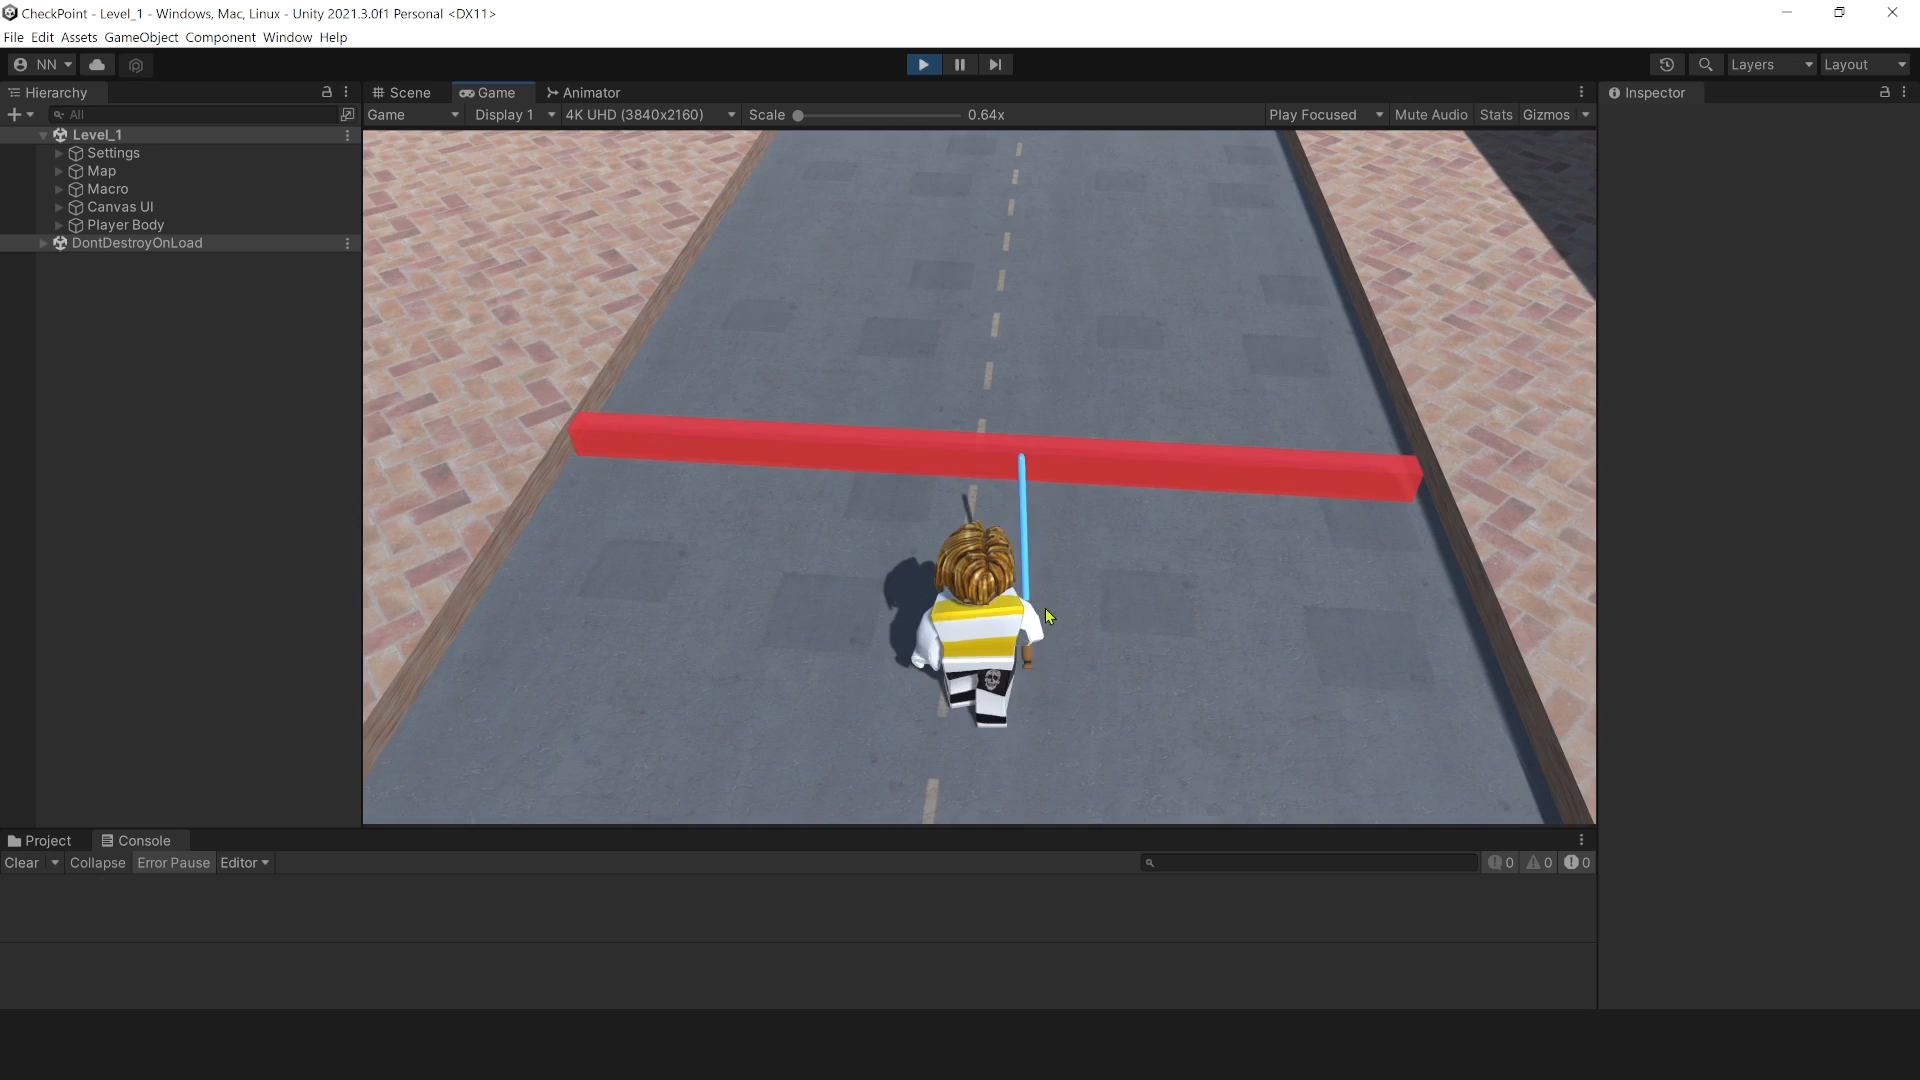 CheckPoint - Level_1 - Windows, Mac, Linux - Unity 2021.3.0f1 Personal <DX11>
File Edit Assets GameObject Component Window Help
NN Layers Layout
Hierarchy Scene Game Animator Inspector
All Game Display 1 4K UHD (3840x2160) Scale 0.64x Play Focused Mute Audio Stats Gizmos
Level_1
Settings
Map
Macro
Canvas UI
Player Body
DontDestroyOnLoad
Project Console
Clear Collapse Error Pause Editor 0 0 0